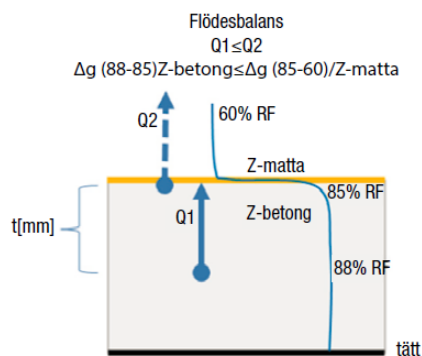 Flödesbalans
Q1≤Q2
Δg (88-85)Z-betong≤Δg (85-60)/Z-matta
Q2
60% RF
Z-matta
85% RF
Q1
Z-betong
t[mm]
88% RF
tätt